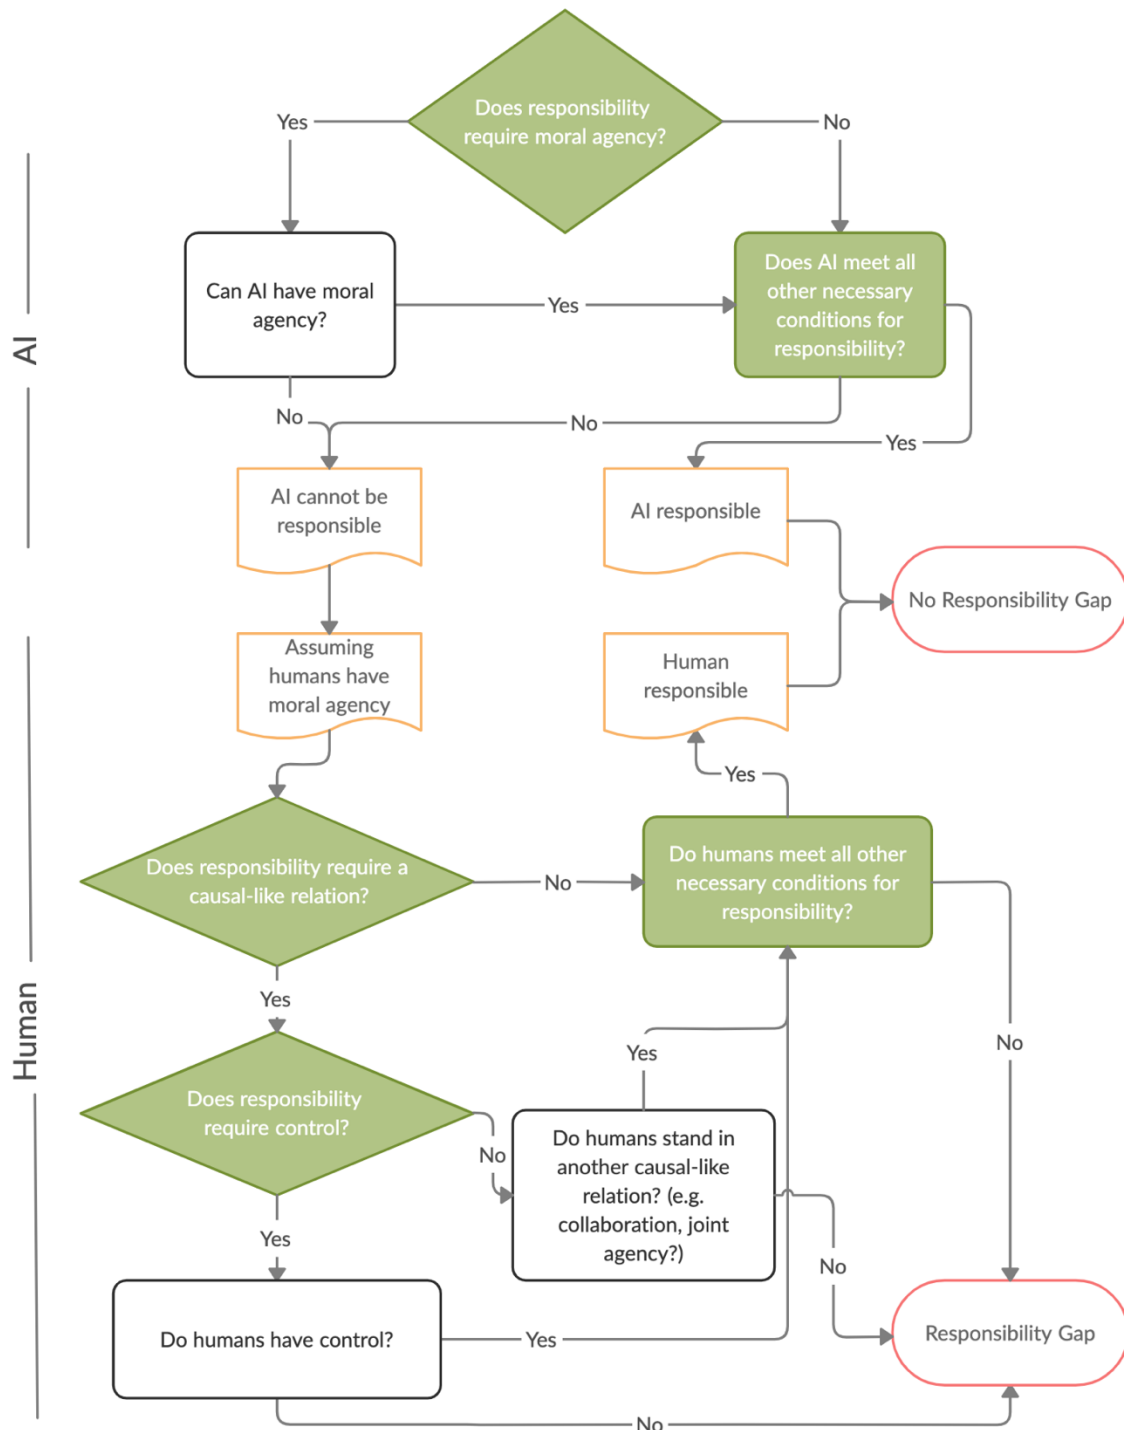 Does responsibility
require moral agency?
Yes
No
AI
Can AI have moral
agency?
Yes
Does AI meet all
other necessary
conditions for
responsibility?
No
No
Yes
AI cannot be
responsible
AI responsible
No Responsibility Gap
Assuming
humans have
moral agency
Human
responsible
Yes
Human
Does responsibility require a
causal-like relation?
No
Do humans meet all other
necessary conditions for
responsibility?
Yes
No
Yes
Does responsibility
require control?
No
Do humans stand in
another causal-like
relation? (e.g.
collaboration, joint
agency?)
Yes
No
Do humans have control?
Yes
Responsibility Gap
No